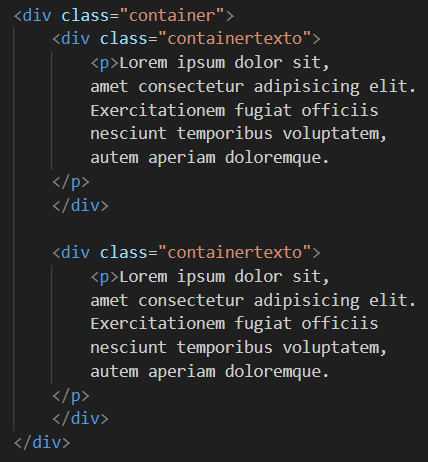 <div class="container">
    <div class="containertexto">
        <p>Lorem ipsum dolor sit,
        amet consectetur adipisicing elit.
        Exercitationem fugiat officiis
        nesciunt temporibus voluptatem,
        autem aperiam doloremque.
    </p>
    </div>

    <div class="containertexto">
        <p>Lorem ipsum dolor sit,
        amet consectetur adipisicing elit.
        Exercitationem fugiat officiis
        nesciunt temporibus voluptatem,
        autem aperiam doloremque.
    </p>
    </div>
</div>